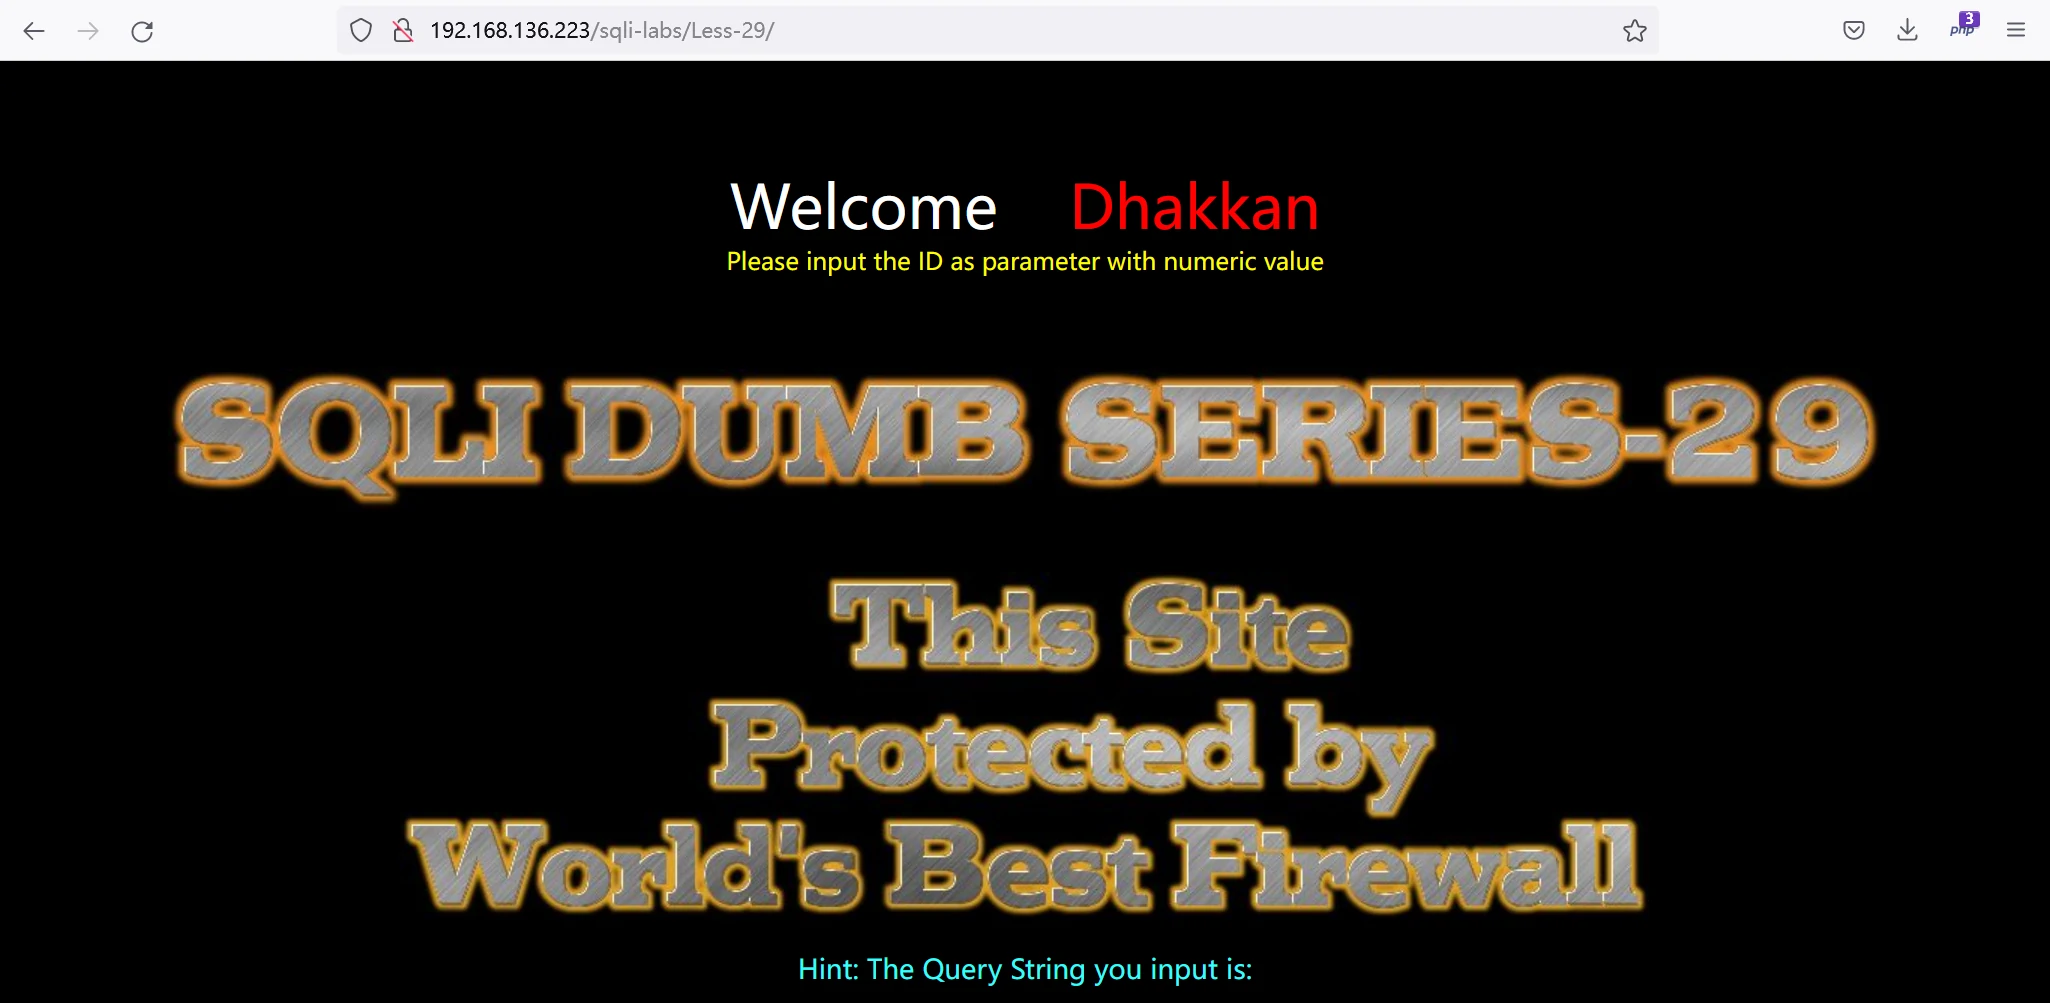 192.168.136.223/sqli-labs/Less-29/
3
php
Welcome Dhakkan
Please input the ID as parameter with numeric value
SQLI DUMB SERIES-29
This Site
Protected by
World's Best Firewall
Hint: The Query String you input is: